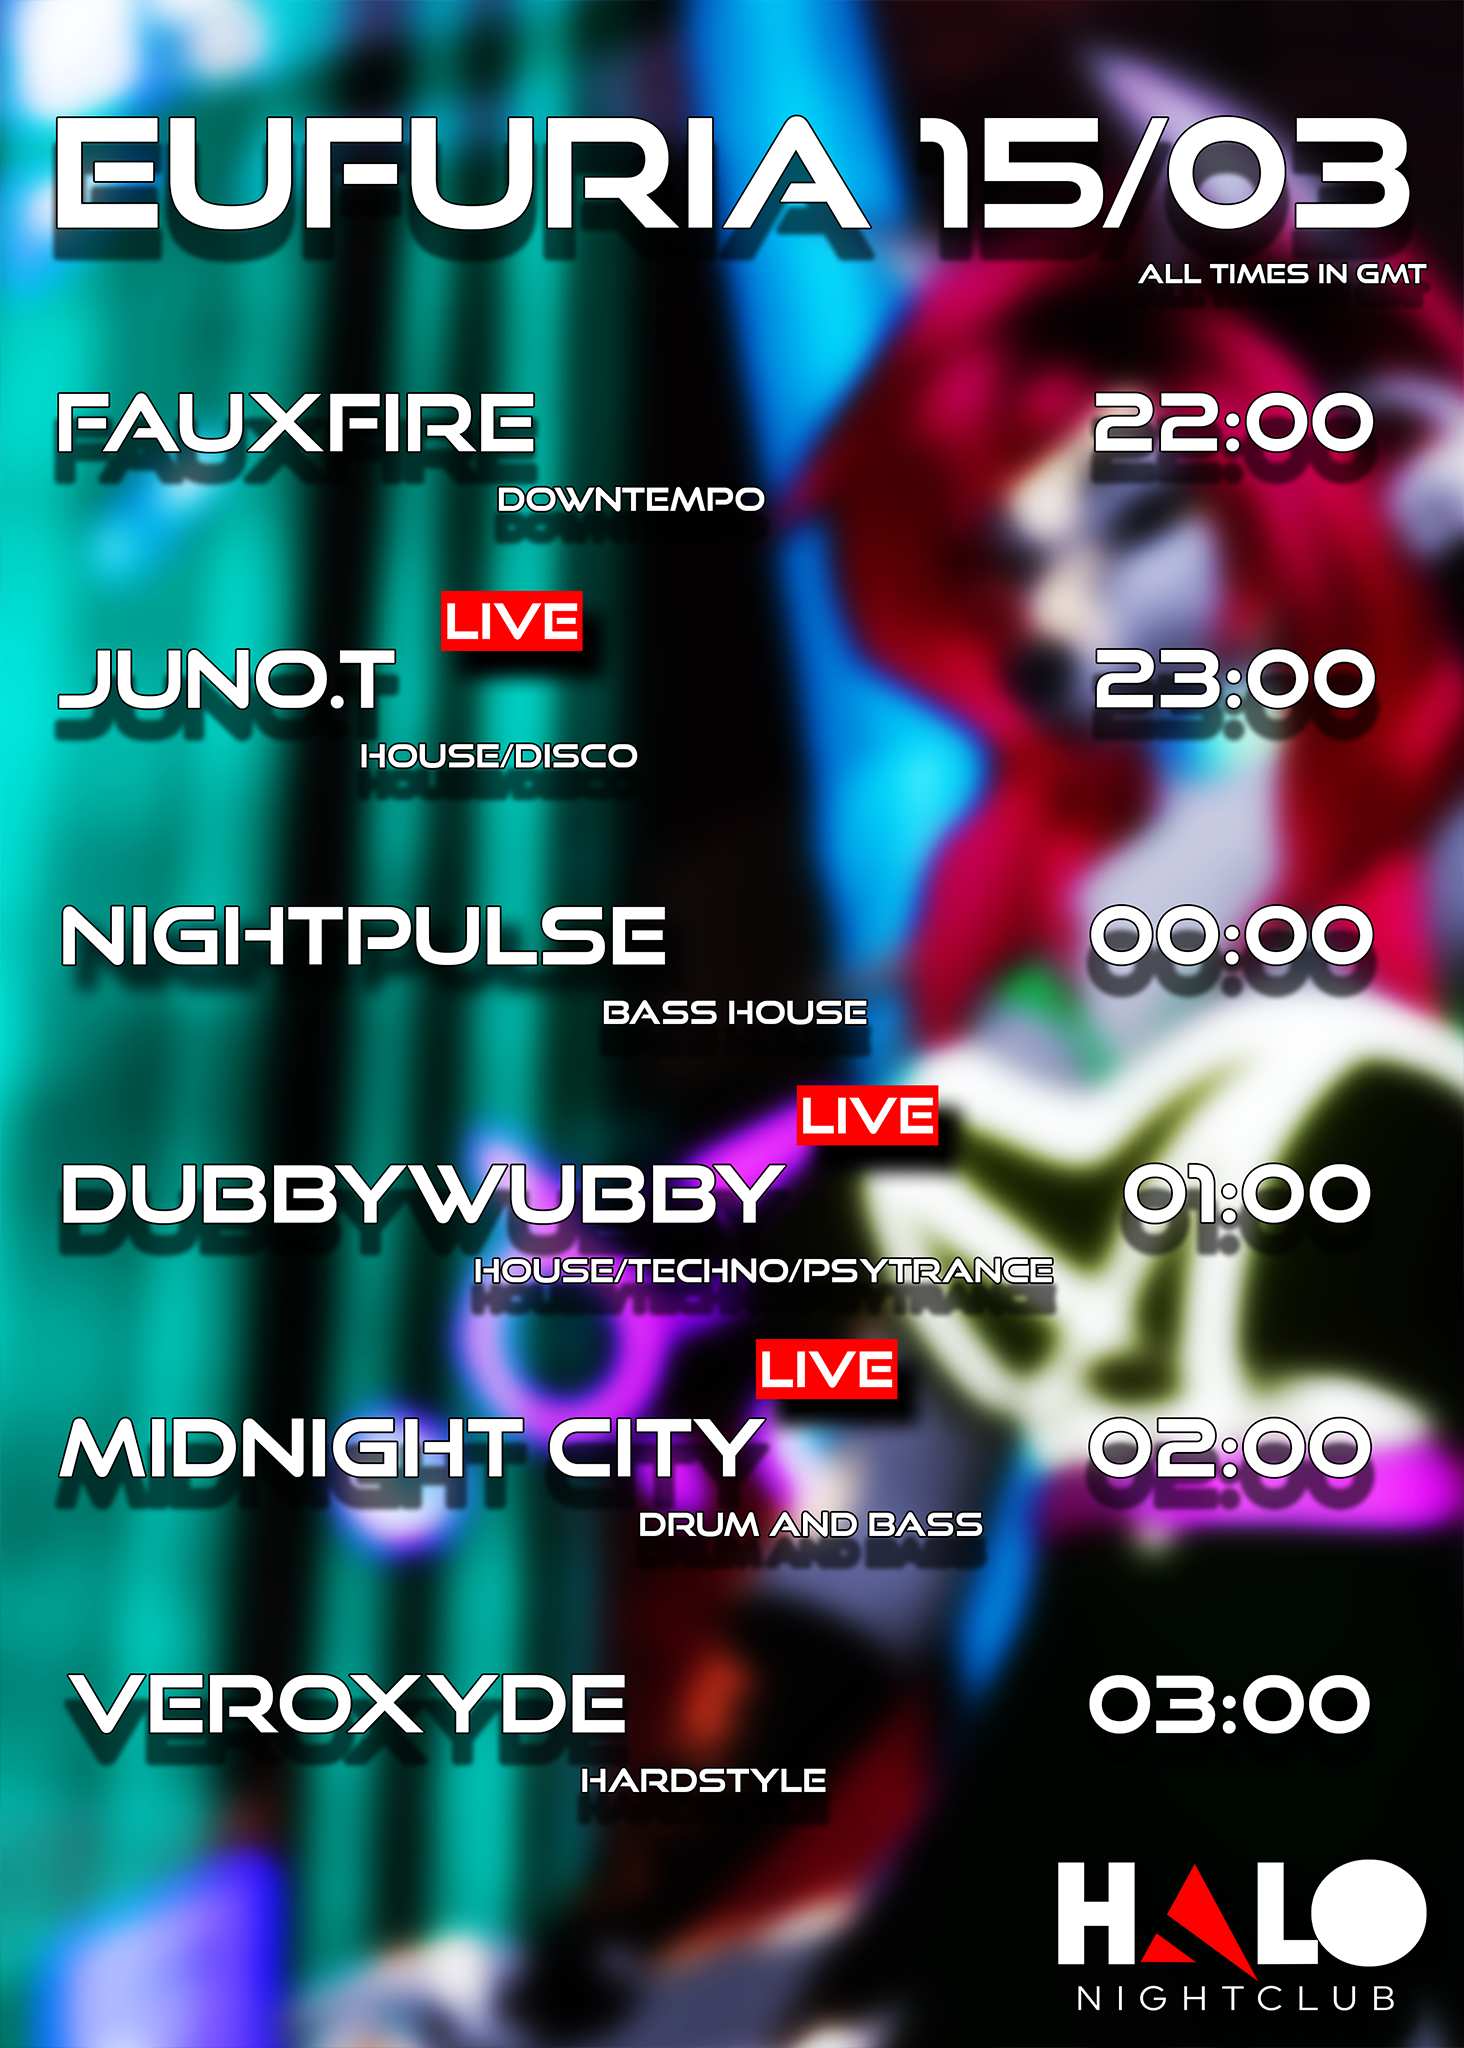 EUFURIA 15/03
ALL TIMES IN GMT
FAUXFIRE 22:00
DOWNTEMPO
LIVE
JUNO.T 23:00
HOUSE/DISCO
NIGHTPULSE 00:00
BASS HOUSE
LIVE
DUBBYWUBBY 01:00
HOUSE/TECHNO/PSYTRANCE
LIVE
MIDNIGHT CITY 02:00
DRUM AND BASS
VEROXYDE 03:00
HARDSTYLE
HALO
NIGHTCLUB